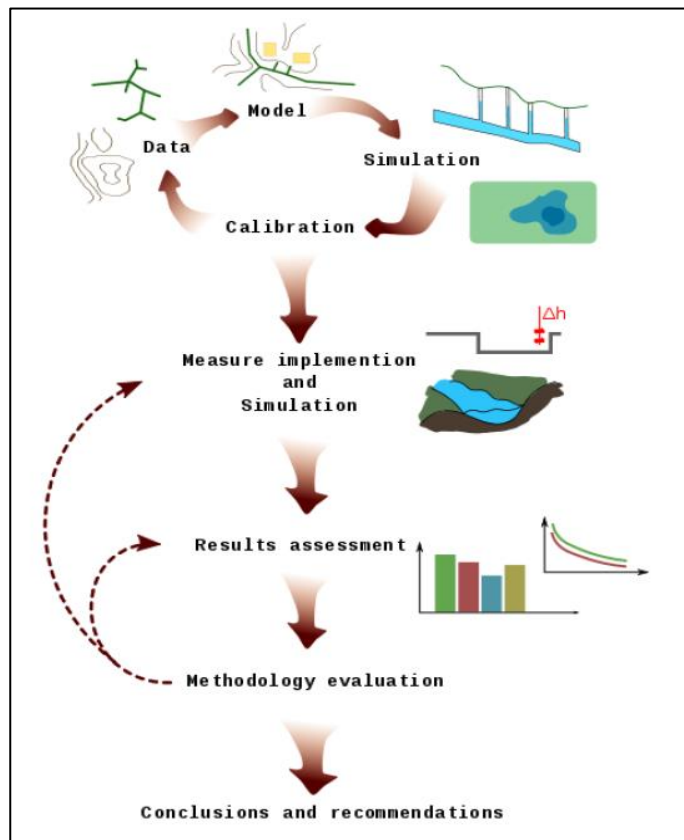 Model
Data
Simulation
Calibration
Δh
Measure implemention
and
Simulation
Results assessment
Methodology evaluation
Conclusions and recommendations